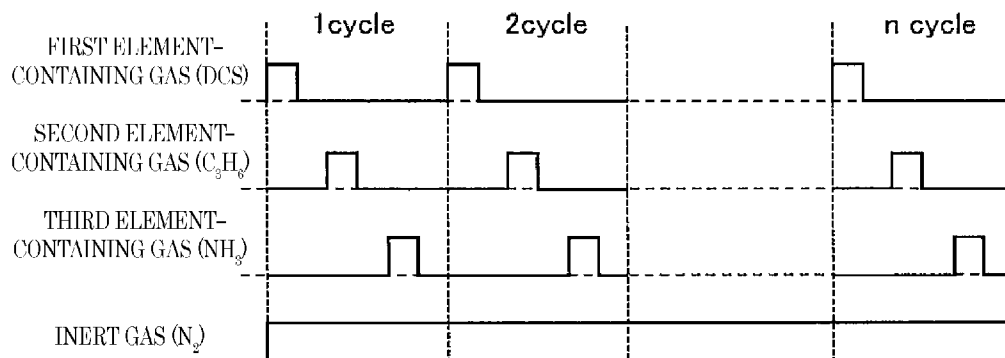 1cycle 2cycle n cycle
FIRST ELEMENT-
CONTAINING GAS (DCS)
SECOND ELEMENT-
CONTAINING GAS (C₃H₆)
THIRD ELEMENT-
CONTAINING GAS (NH₃)
INERT GAS (N₂)